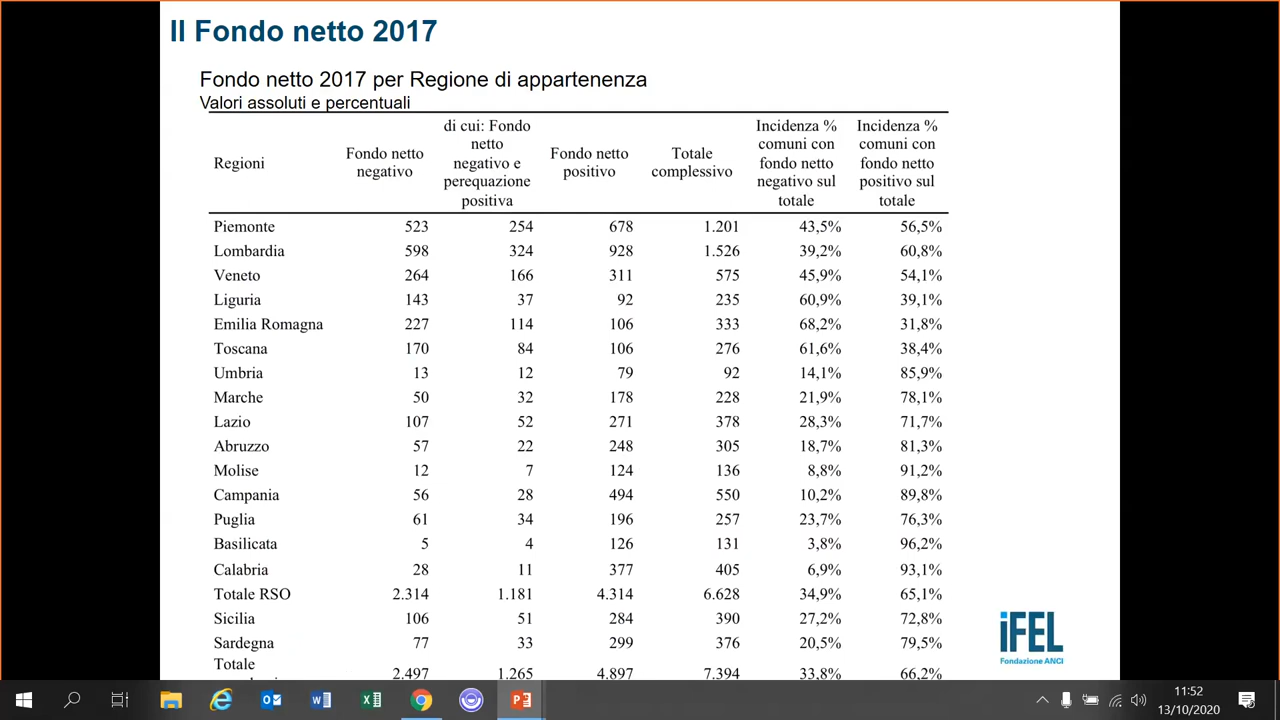 Il Fondo netto 2017
Fondo netto 2017 per Regione di appartenenza
Valori assoluti e percentuali
Regioni
Fondo netto
negativo
di cui: Fondo
netto
negativo e
perequazione
positiva
Fondo netto
positivo
Totale
complessivo
Incidenza %
comuni con
fondo netto
negativo sul
totale
Incidenza %
comuni con
fondo netto
positivo sul
totale
Piemonte 523 254 678 1.201 43,5% 56,5%
Lombardia 598 324 928 1.526 39,2% 60,8%
Veneto 264 166 311 575 45,9% 54,1%
Liguria 143 37 92 235 60,9% 39,1%
Emilia Romagna 227 114 106 333 68,2% 31,8%
Toscana 170 84 106 276 61,6% 38,4%
Umbria 13 12 79 92 14,1% 85,9%
Marche 50 32 178 228 21,9% 78,1%
Lazio 107 52 271 378 28,3% 71,7%
Abruzzo 57 22 248 305 18,7% 81,3%
Molise 12 7 124 136 8,8% 91,2%
Campania 56 28 494 550 10,2% 89,8%
Puglia 61 34 196 257 23,7% 76,3%
Basilicata 5 4 126 131 3,8% 96,2%
Calabria 28 11 377 405 6,9% 93,1%
Totale RSO 2.314 1.181 4.314 6.628 34,9% 65,1%
Sicilia 106 51 284 390 27,2% 72,8%
Sardegna 77 33 299 376 20,5% 79,5%
Totale
2.497 1.265 4.897 7.394 33,8% 66,2%
iFEL
Fondazione ANCI
11:52
13/10/2020